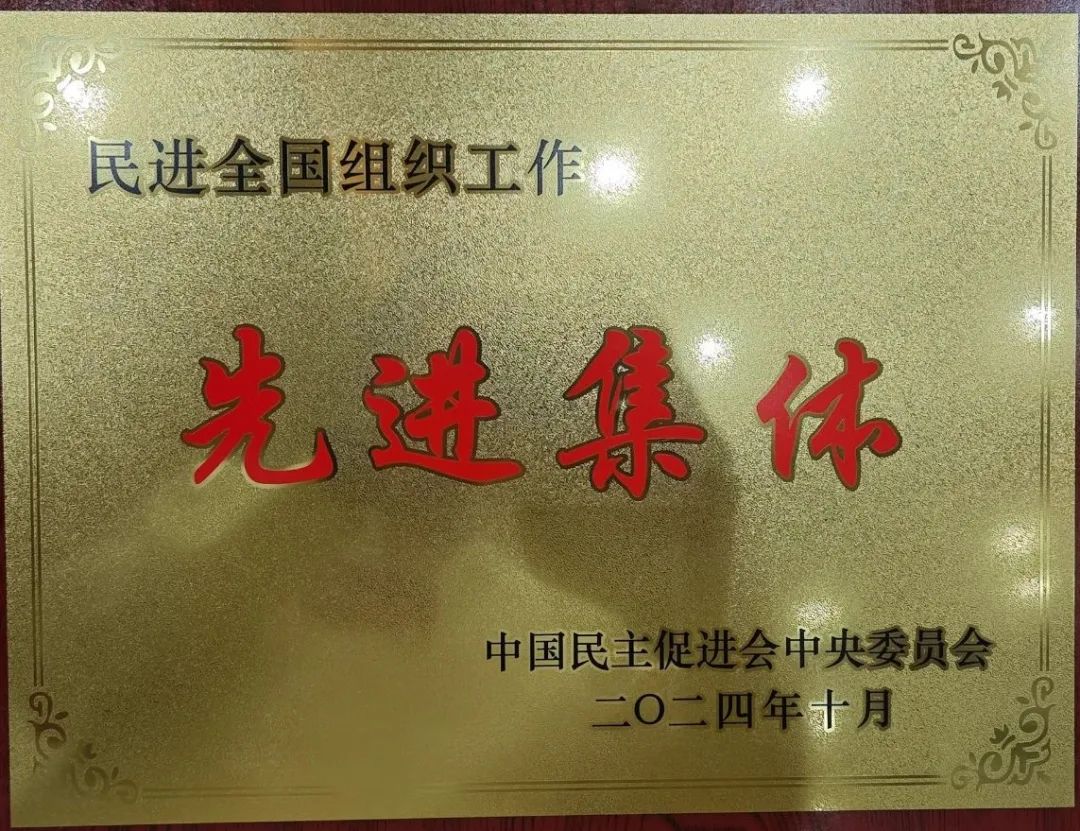 民进全国组织工作
先进集体
中国民主促进会中央委员会
二〇二四年十月